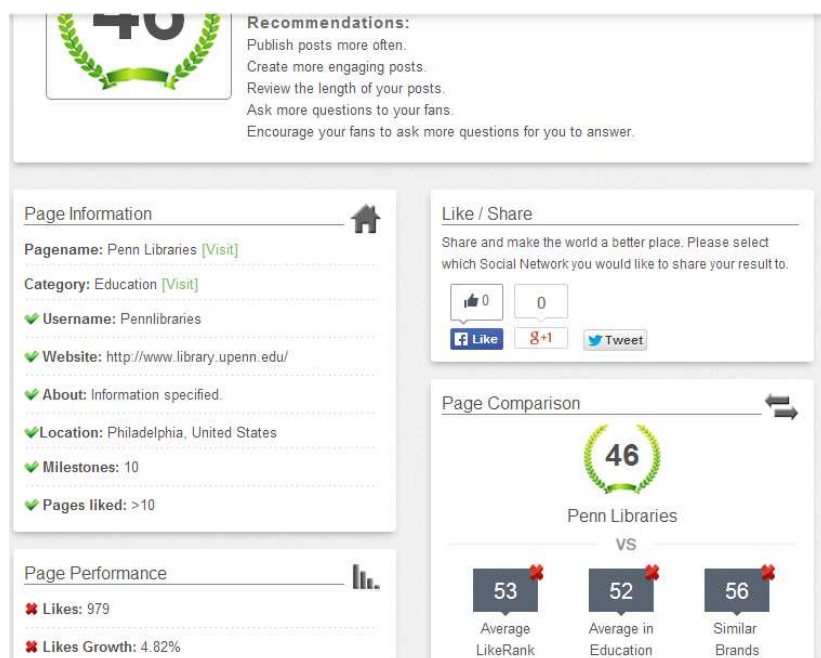 46
Recommendations:
Publish posts more often.
Create more engaging posts.
Review the length of your posts.
Ask more questions to your fans.
Encourage your fans to ask more questions for you to answer.
Page Information
Pagename: Penn Libraries [Visit]
Category: Education [Visit]
Username: Pennlibraries
Website: http://www.library.upenn.edu/
About: Information specified.
Location: Philadelphia, United States
Milestones: 10
Pages liked: >10
Page Performance
Likes: 979
Likes Growth: 4.82%
Like / Share
Share and make the world a better place. Please select
which Social Network you would like to share your result to.
0 0
Like g+1 Tweet
Page Comparison
46
Penn Libraries
VS
53 52 56
Average Average in Similar
LikeRank Education Brands